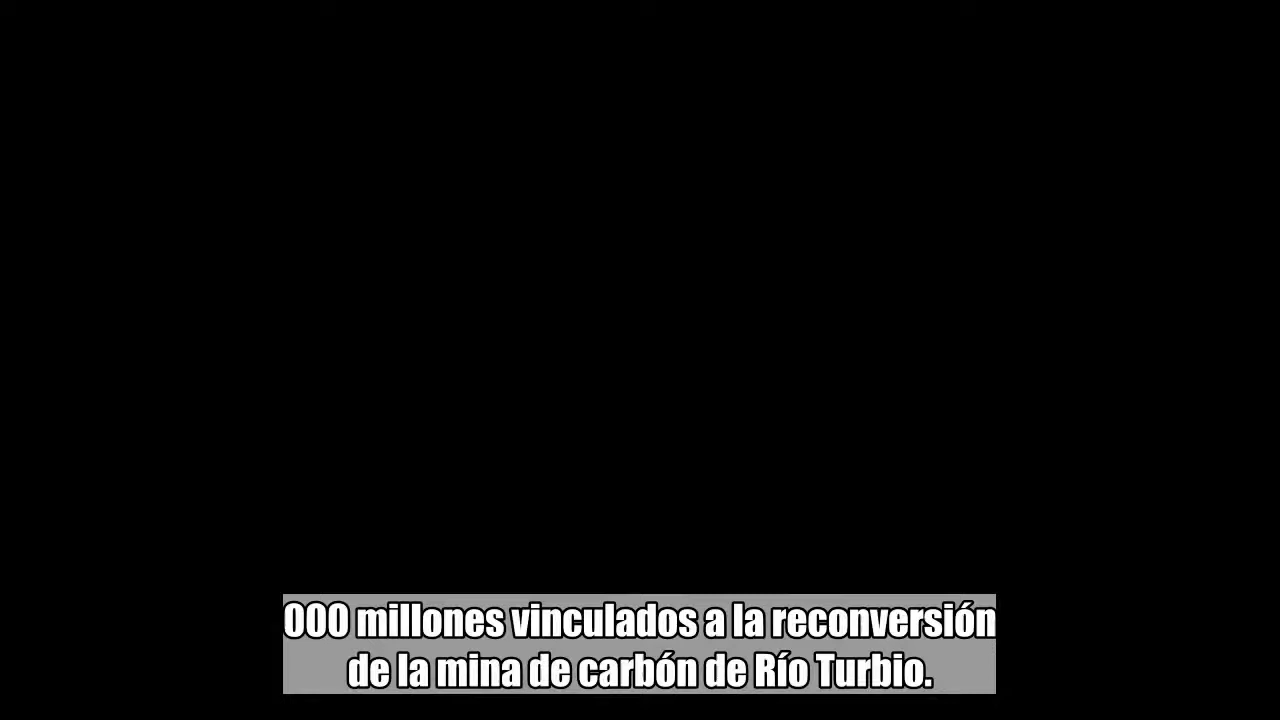 000 millones vinculados a la reconversión
de la mina de carbón de Río Turbio.